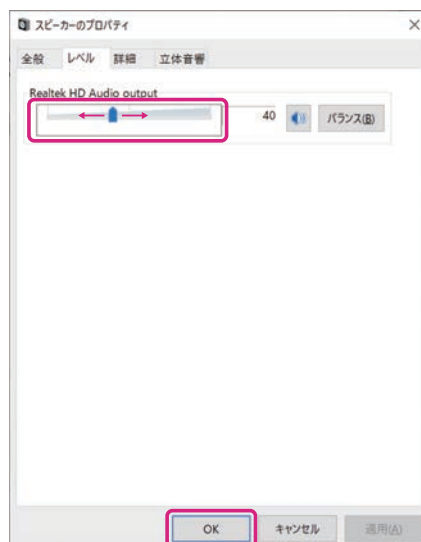 スピーカーのプロパティ
全般 レベル 詳細 立体音響
Realtek HD Audio output
40 バランス(B)
OK キャンセル 適用(A)